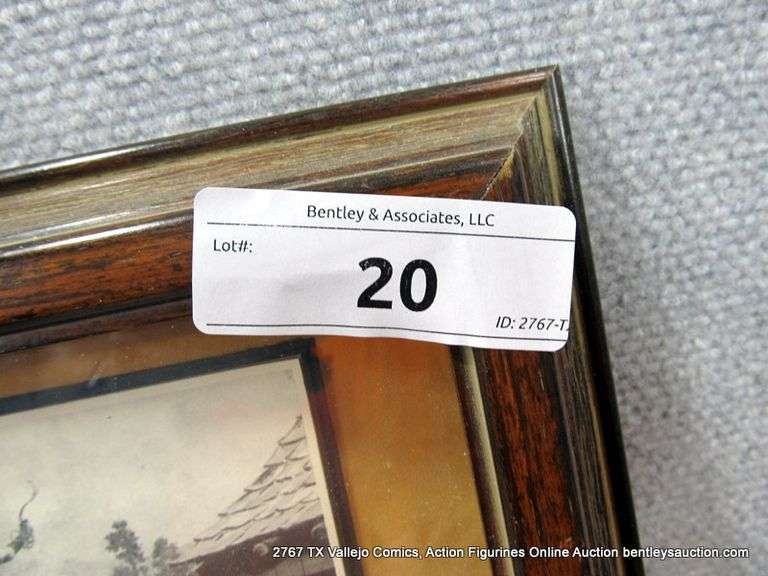 Bentley & Associates, LLC
Lot#:
20
ID: 2767-T
2767 TX Vallejo Comics, Action Figurines Online Auction bentleysauction.com